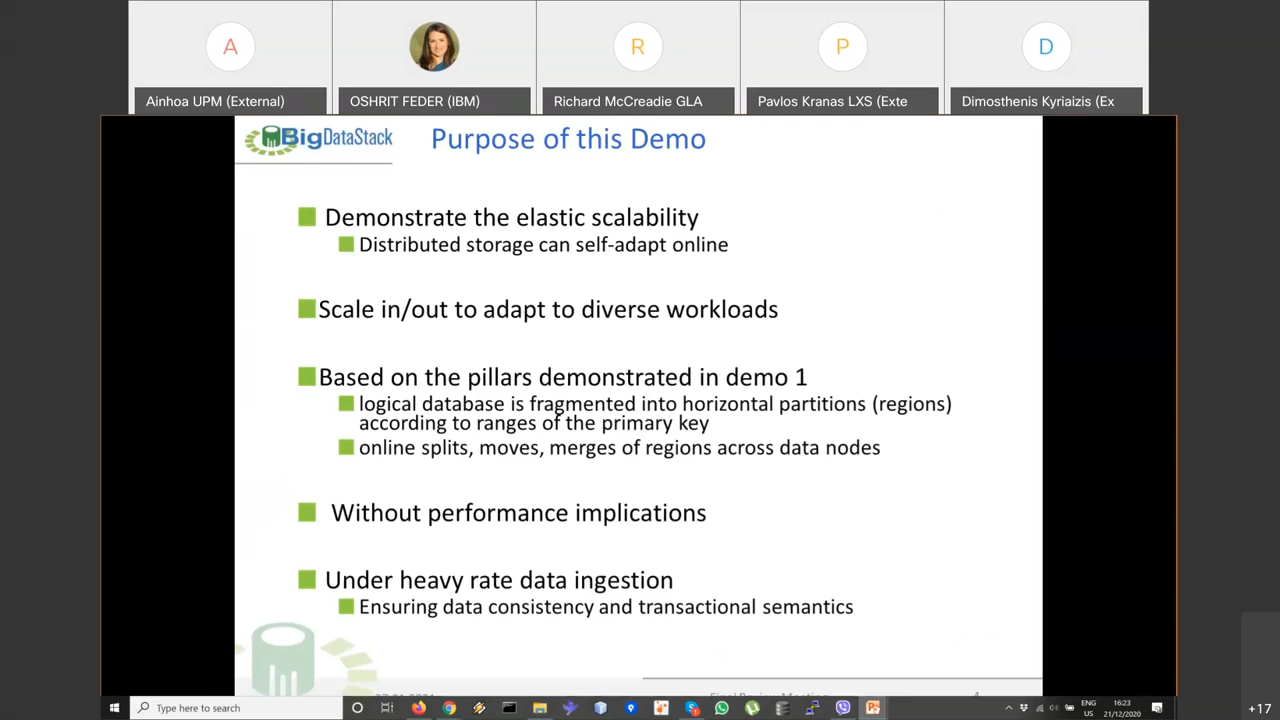 A
R
P
D
Ainhoa UPM (External)
OSHRIT FEDER (IBM)
Richard McCreadie GLA
Pavlos Kranas LXS (Exte
Dimosthenis Kyriaizis (Ex
BigDataStack
Purpose of this Demo
Demonstrate the elastic scalability
Distributed storage can self-adapt online
Scale in/out to adapt to diverse workloads
Based on the pillars demonstrated in demo 1
logical database is fragmented into horizontal partitions (regions)
according to ranges of the primary key
online splits, moves, merges of regions across data nodes
Without performance implications
Under heavy rate data ingestion
Ensuring data consistency and transactional semantics
Final Review Meeting
4
Type here to search
16:23
21/12/2020
+17